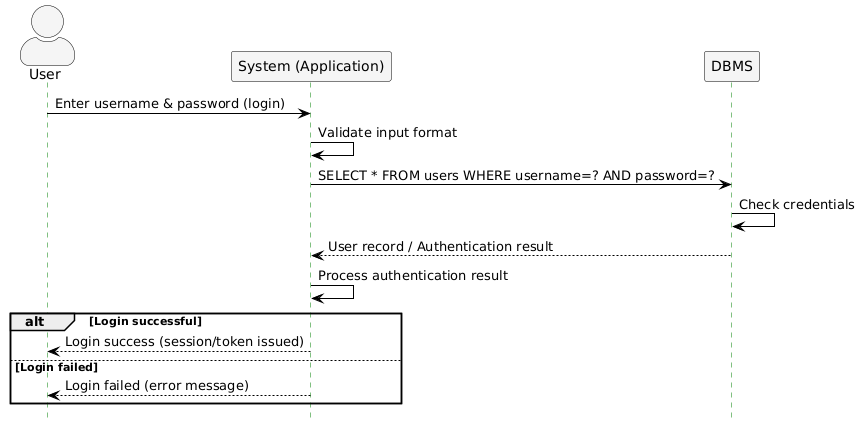 User
System (Application)
DBMS
Enter username & password (login)
Validate input format
SELECT * FROM users WHERE username=? AND password=?
Check credentials
User record / Authentication result
Process authentication result
alt [Login successful]
Login success (session/token issued)
[Login failed]
Login failed (error message)